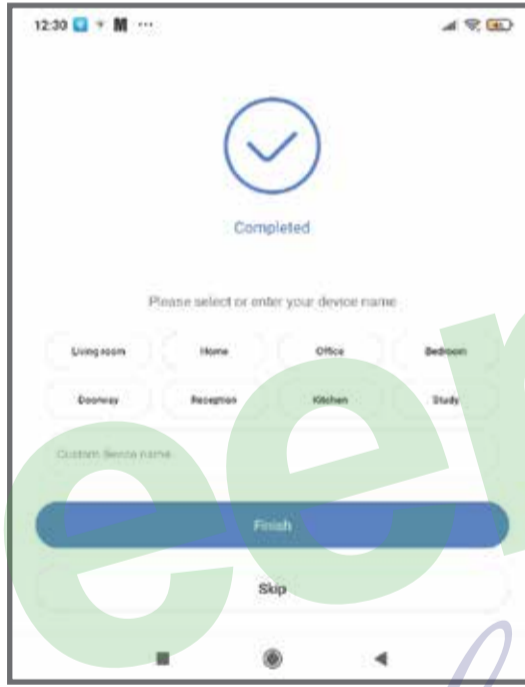 12:30 M ...
Completed
Please select or enter your device name
Living room Home Office Bedroom
Doorway Reception Kitchen Study
Custom device name
Finish
Skip